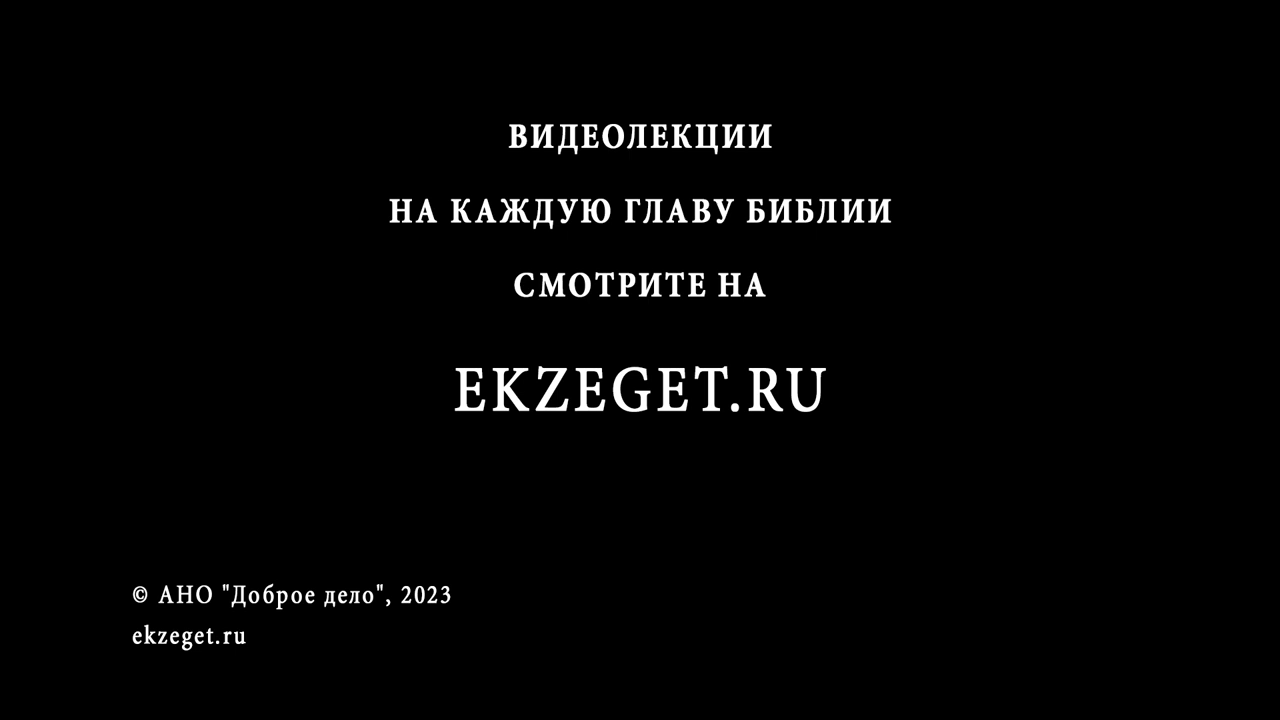 ВИДЕОЛЕКЦИИ
НА КАЖДУЮ ГЛАВУ БИБЛИИ
СМОТРИТЕ НА
EKZEGET.RU
© АНО "Доброе дело", 2023
ekzeget.ru